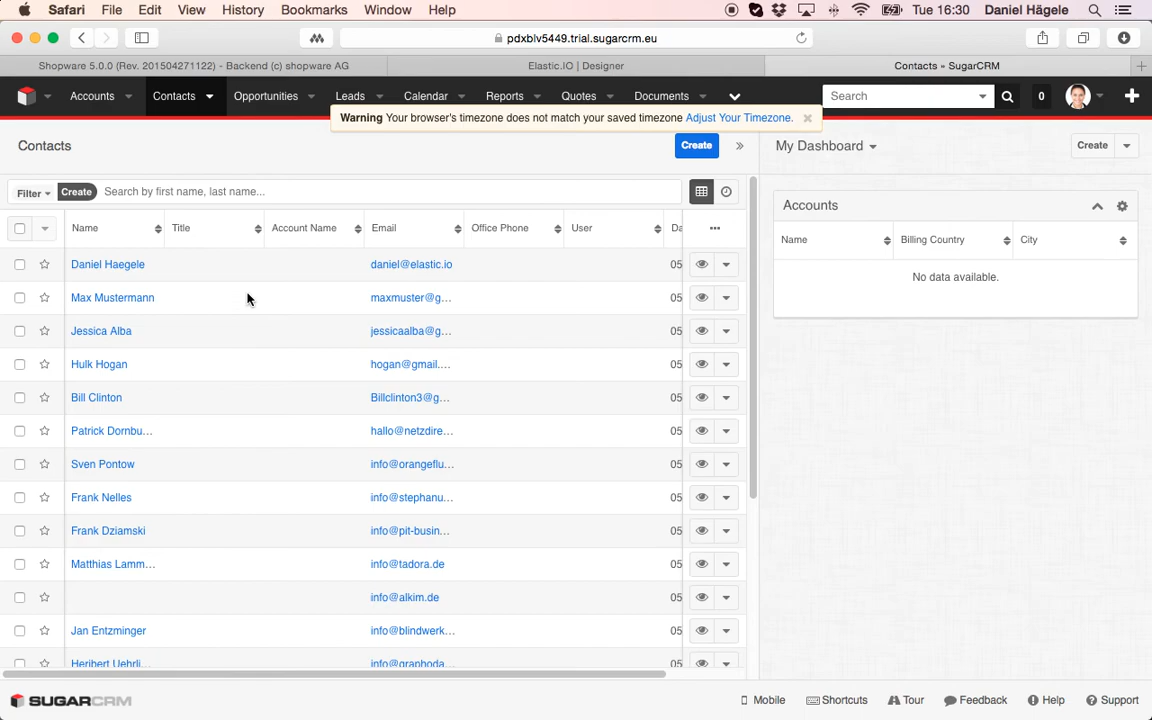 Safari File Edit View History Bookmarks Window Help Tue 16:30 Daniel Hägele
pdxblv5449.trial.sugarcrm.eu
Shopware 5.0.0 (Rev. 201504271122) - Backend (c) shopware AG Elastic.IO | Designer Contacts » SugarCRM
Accounts Contacts Opportunities Leads Calendar Reports Quotes Documents Search 0
Warning Your browser's timezone does not match your saved timezone Adjust Your Timezone.
Contacts Create My Dashboard Create
Filter Create Search by first name, last name...
Accounts
Name Title Account Name Email Office Phone User Da
Name Billing Country City
No data available.
Daniel Haegele daniel@elastic.io 05
Max Mustermann maxmuster@g... 05
Jessica Alba jessicaalba@g... 05
Hulk Hogan hogan@gmail.... 05
Bill Clinton Billclinton3@g... 05
Patrick Dornbu... hallo@netzdire... 05
Sven Pontow info@orangeflu... 05
Frank Nelles info@stephanu... 05
Frank Dziamski info@pit-busin... 05
Matthias Lamm... info@tadora.de 05
info@alkim.de 05
Jan Entzminger info@blindwerk... 05
Heribert Uehrli... info@graphoda... 05
SUGARCRM Mobile Shortcuts Tour Feedback Help Support